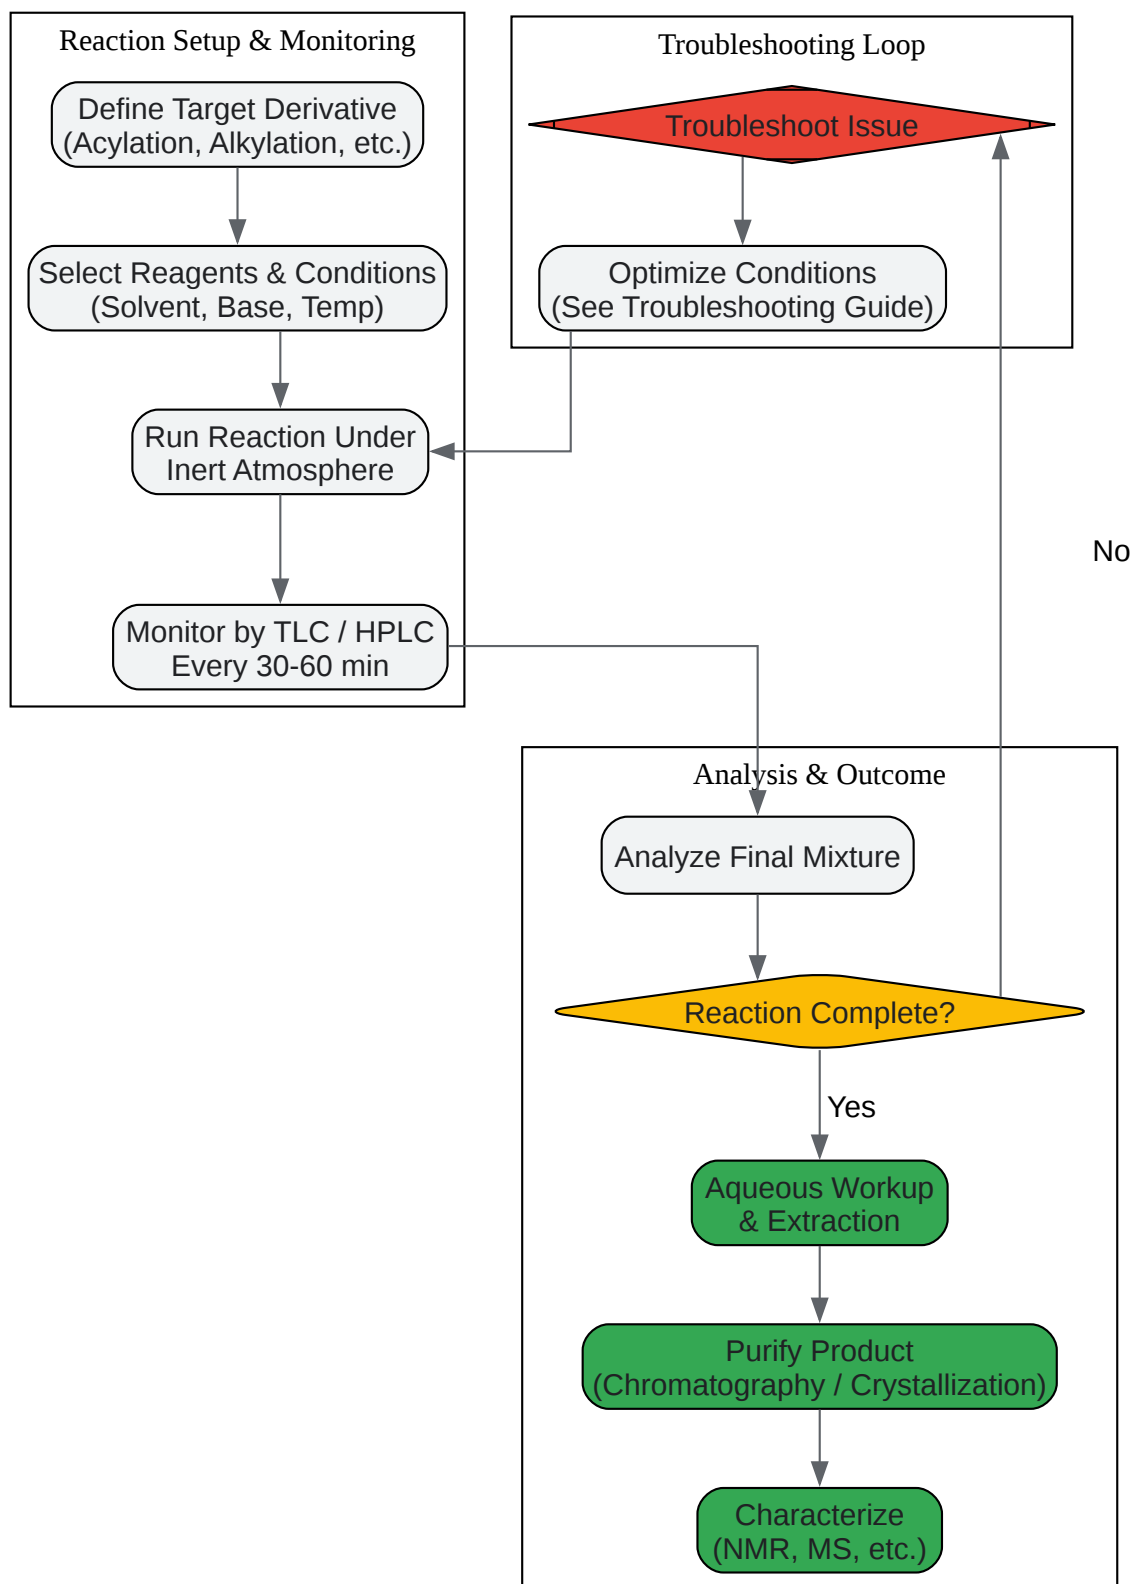 Reaction Setup & Monitoring
Define Target Derivative
(Acylation, Alkylation, etc.)
Select Reagents & Conditions
(Solvent, Base, Temp)
Run Reaction Under
Inert Atmosphere
Monitor by TLC / HPLC
Every 30-60 min
Troubleshooting Loop
Troubleshoot Issue
Optimize Conditions
(See Troubleshooting Guide)
No
Analysis & Outcome
Analyze Final Mixture
Reaction Complete?
Yes
Aqueous Workup
& Extraction
Purify Product
(Chromatography / Crystallization)
Characterize
(NMR, MS, etc.)